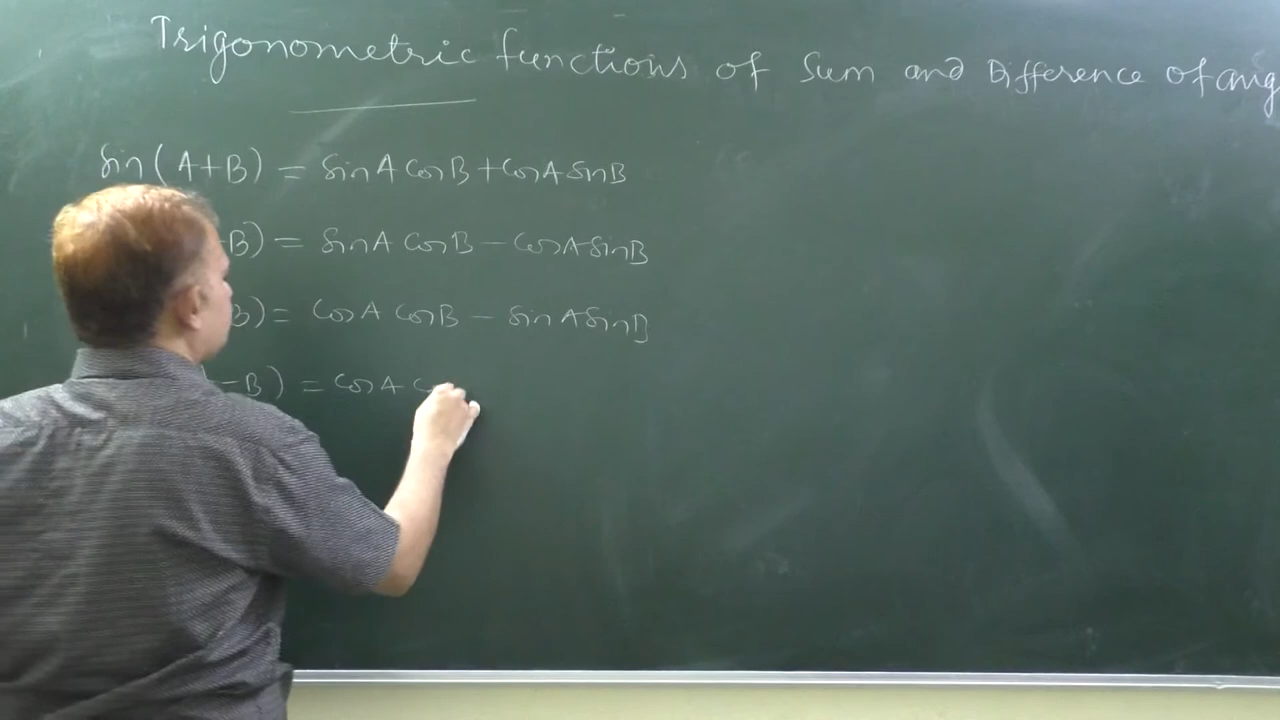 Trigonometric functions of Sum and Difference of ang
sin(A+B) = sinA cosB + cosA sinB
-B) = sinA cosB - cosA sinB
B) = cosA cosB - sinA sinB
-B) = cosA c